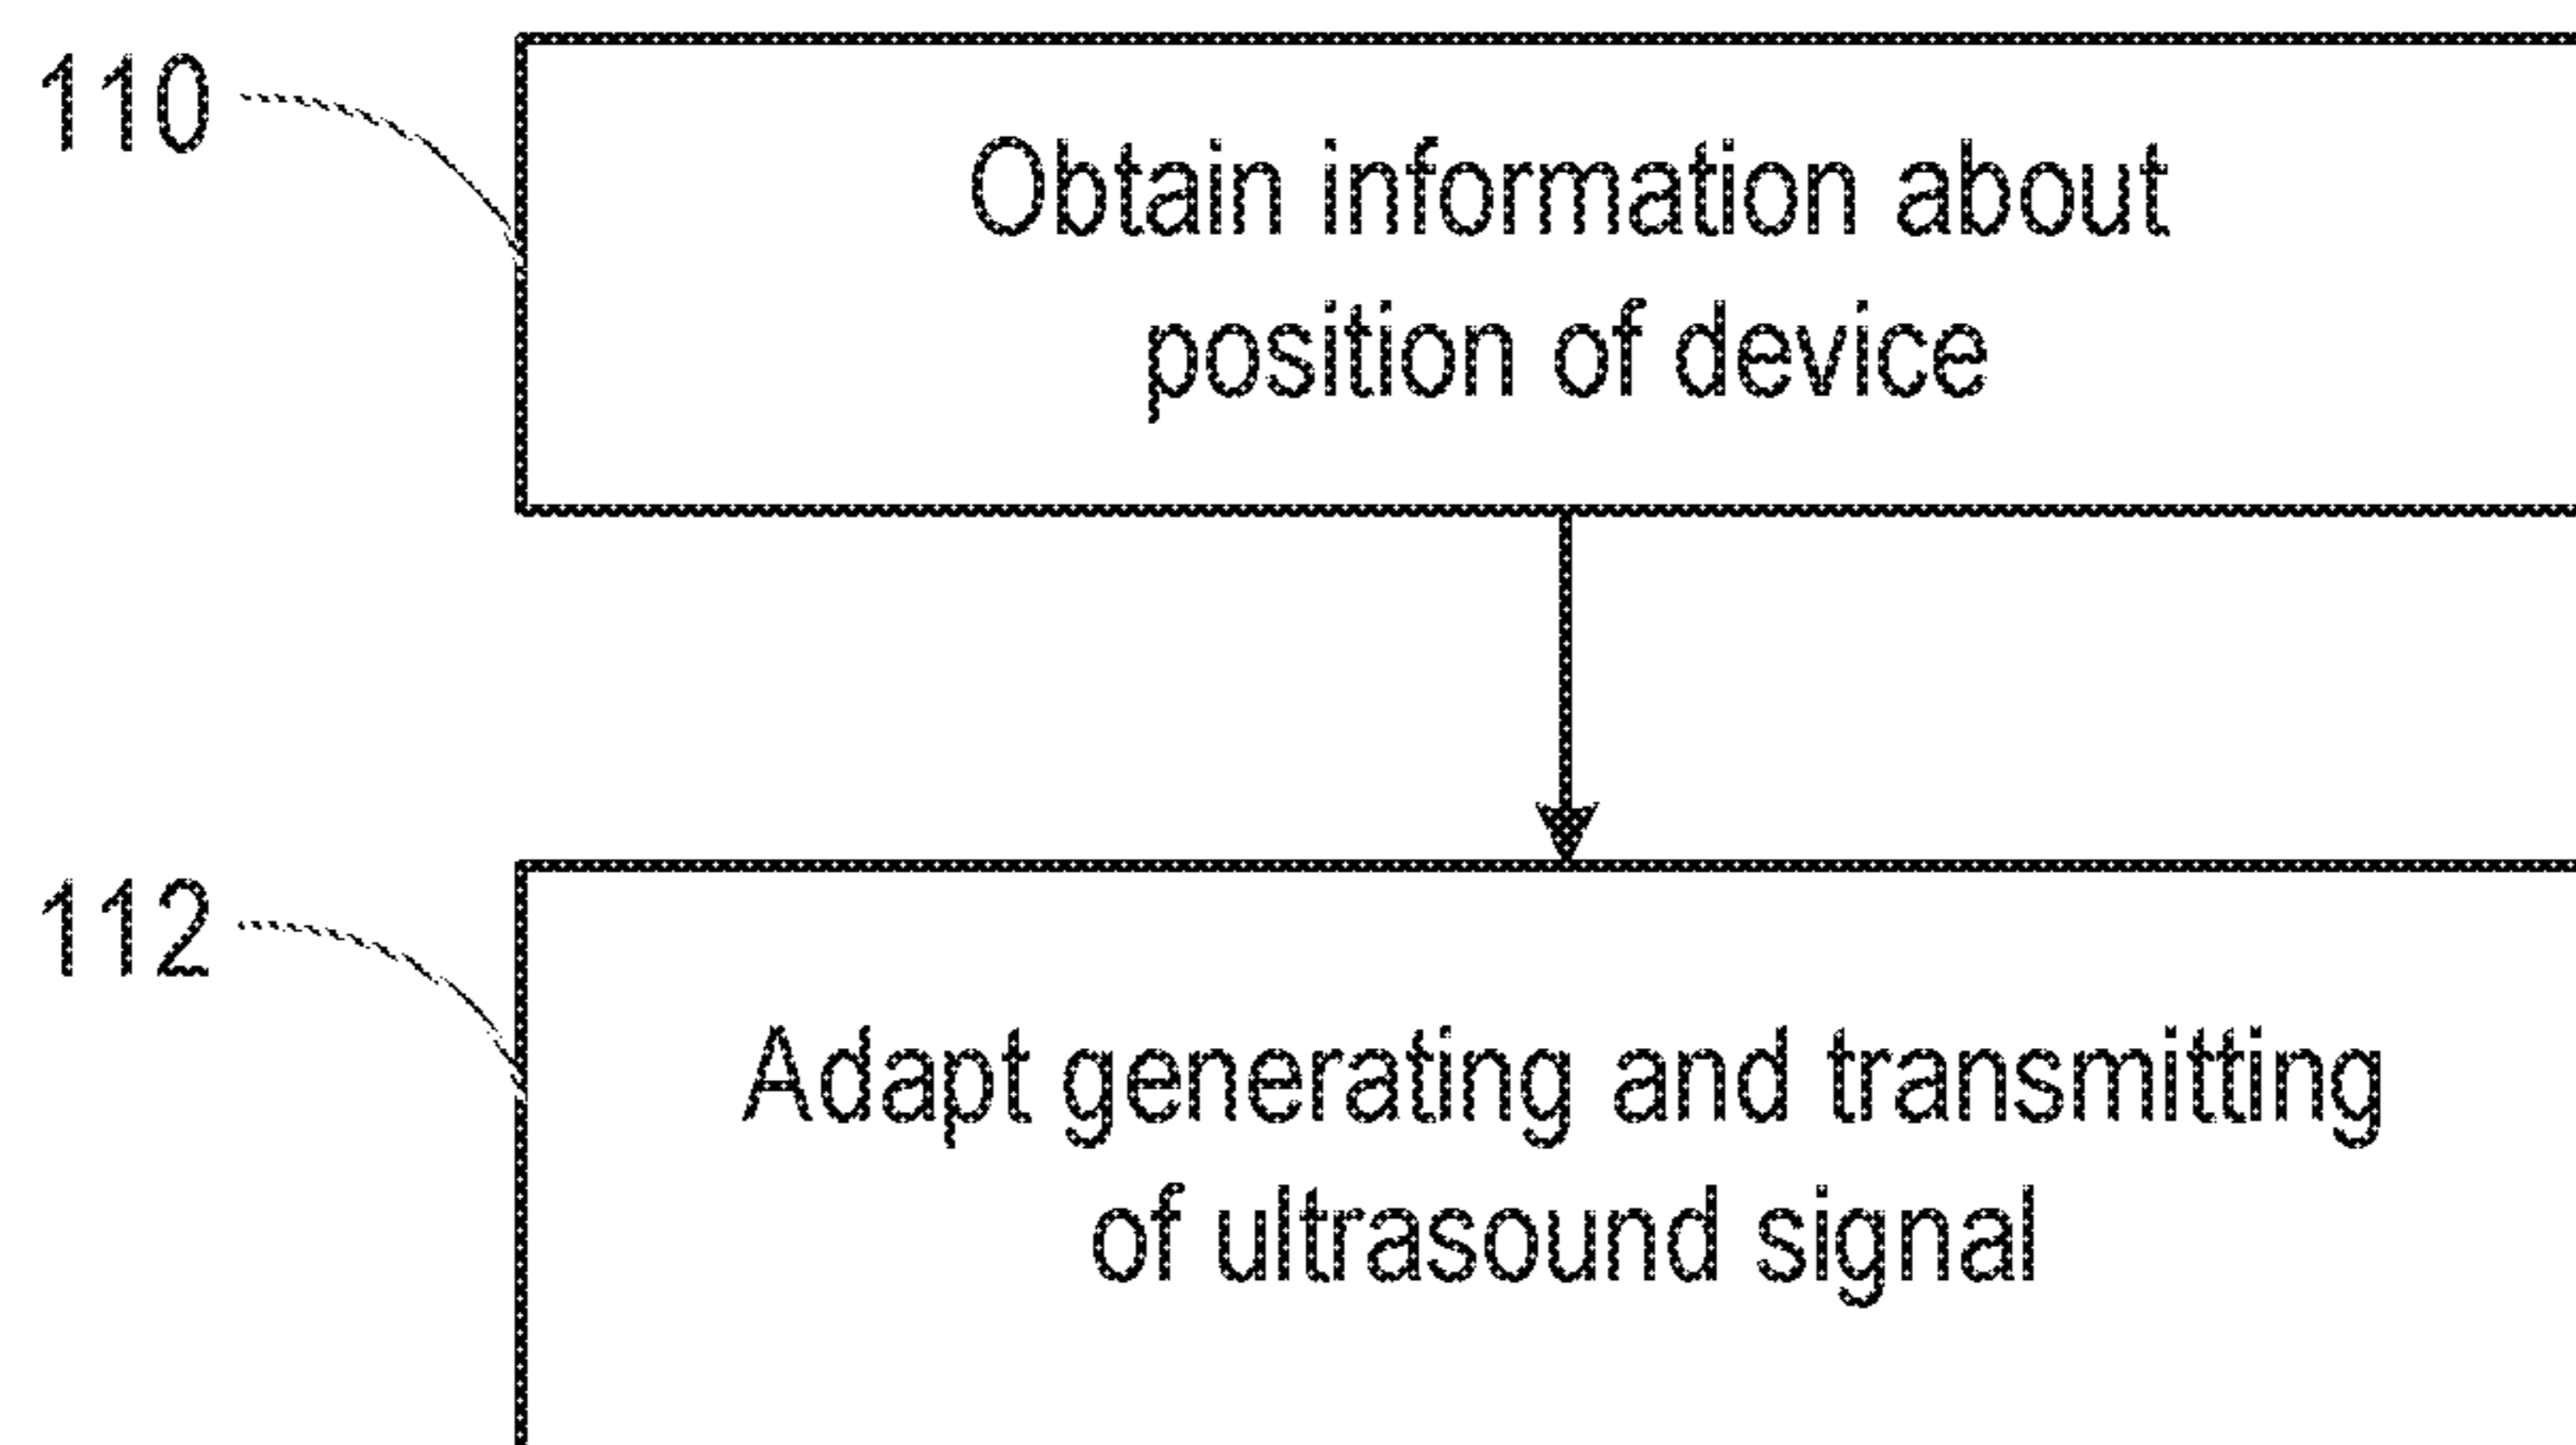 110
Obtain information about
position of device
112
Adapt generating and transmitting
of ultrasound signal